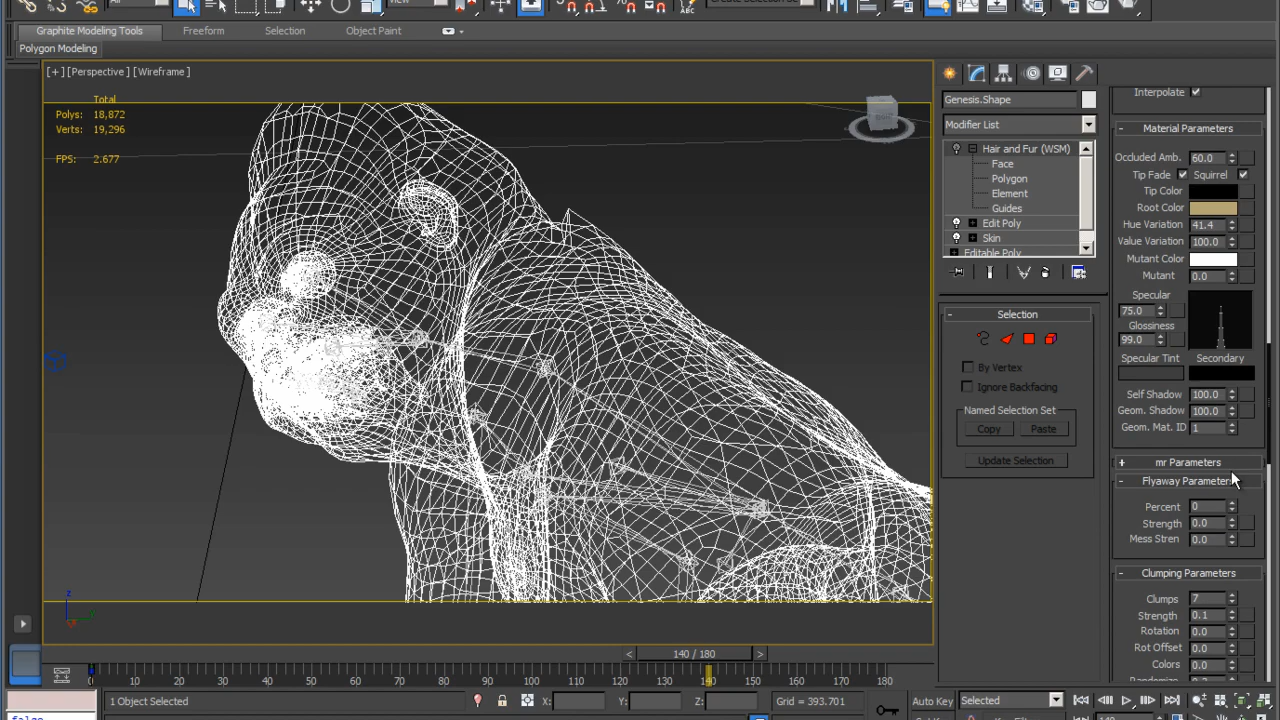 All
View
Create Selection Se
Graphite Modeling Tools Freeform Selection Object Paint
Polygon Modeling
[+] [Perspective] [Wireframe]
Total
Polys: 18,872
Verts: 19,296
FPS: 2.677
Genesis.Shape
Modifier List
Hair and Fur (WSM)
Face
Polygon
Element
Guides
Edit Poly
Skin
Editable Poly
Selection
By Vertex
Ignore Backfacing
Named Selection Set
Copy Paste
Update Selection
Interpolate
Material Parameters
Occluded Amb. 60.0
Tip Fade Squirrel
Tip Color
Root Color
Hue Variation 41.4
Value Variation 100.0
Mutant Color
Mutant 0.0
Specular
75.0
Glossiness
99.0
Specular Tint Secondary
Self Shadow 100.0
Geom. Shadow 100.0
Geom. Mat. ID 1
mr Parameters
Flyaway Parameters
Percent 0
Strength 0.0
Mess Stren 0.0
Clumping Parameters
Clumps 7
Strength 0.1
Rotation 0.0
Rot Offset 0.0
Colors 0.0
z
< 140 / 180 >
0 10 20 30 40 50 60 70 80 90 100 110 120 130 140 150 160 170 180
1 Object Selected X: Y: Z: Grid = 393.701 Auto Key Selected
false